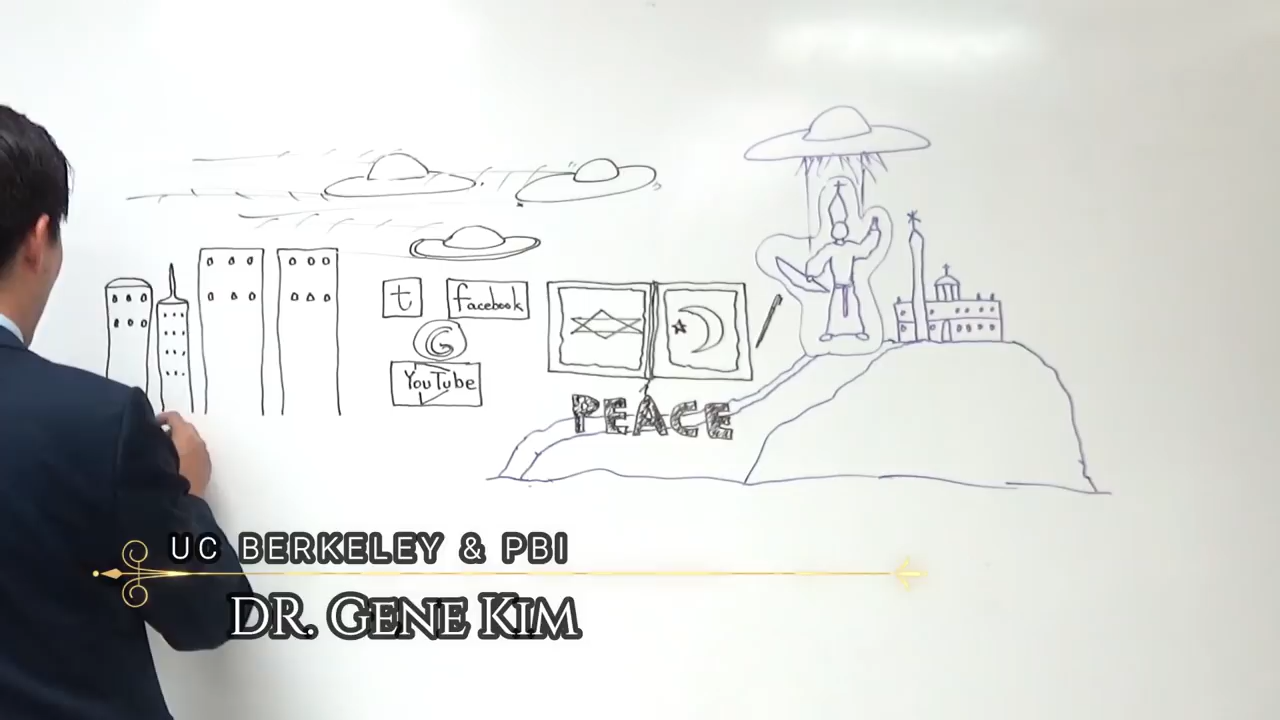 t
facebook
G
YouTube
PEACE
UC BERKELEY & PBI
DR. GENE KIM